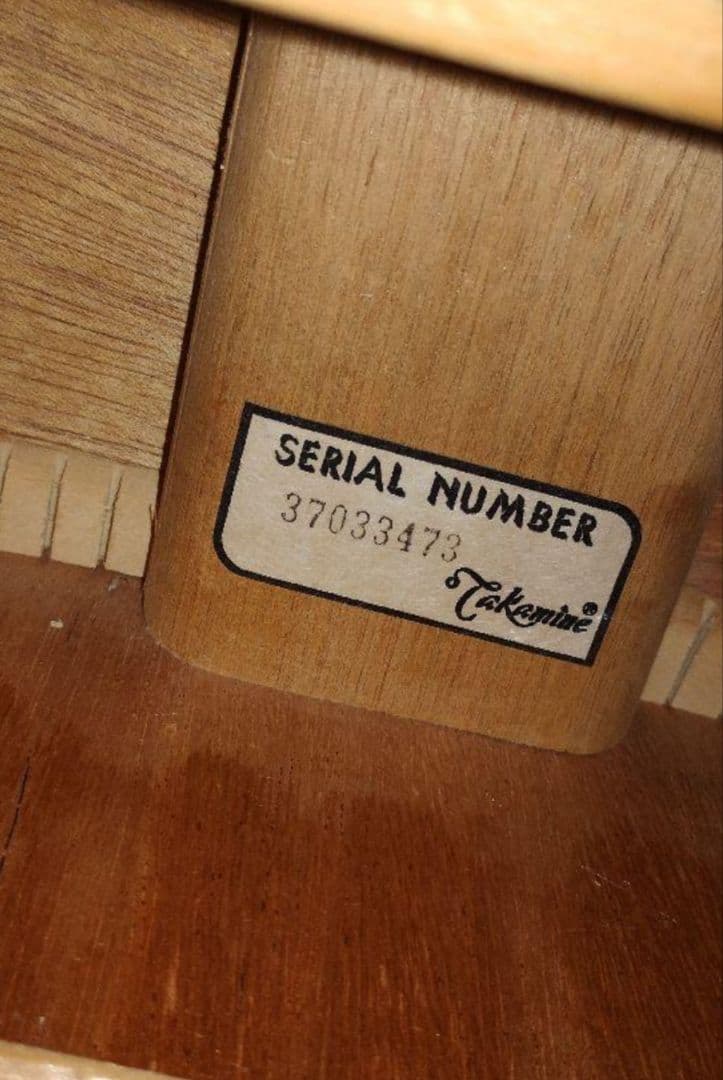 SERIAL NUMBER
37033473
Takamine®